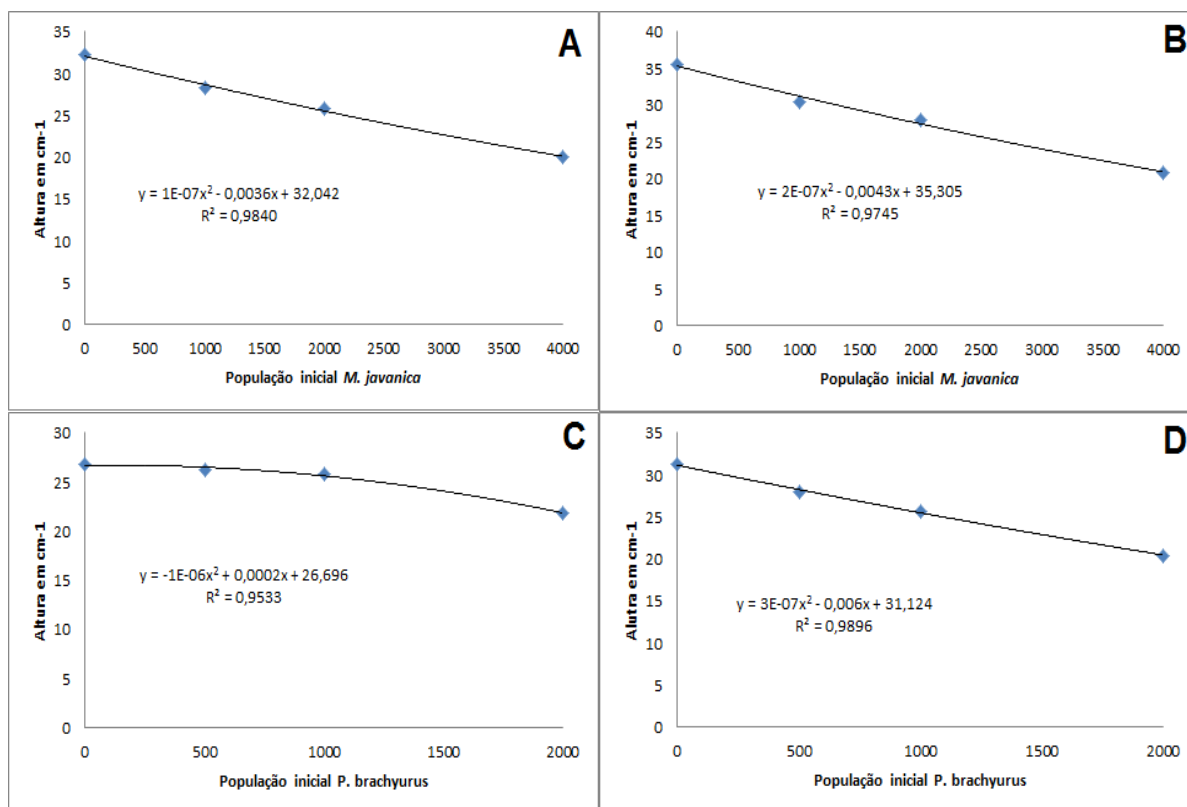 A
35
30
25
20
15
10
5
0
Altura em cm-1
y = 1E-07x² - 0,0036x + 32,042
R² = 0,9840
0 500 1000 1500 2000 2500 3000 3500 4000
População inicial M. javanica
B
40
35
30
25
20
15
10
5
0
Altura em cm-1
y = 2E-07x² - 0,0043x + 35,305
R² = 0,9745
0 500 1000 1500 2000 2500 3000 3500 4000
População inicial M. javanica
C
30
25
20
15
10
5
0
Altura em cm-1
y = -1E-06x² + 0,0002x + 26,696
R² = 0,9533
0 500 1000 1500 2000
População inicial P. brachyurus
D
35
30
25
20
15
10
5
0
Alutra em cm-1
y = 3E-07x² - 0,006x + 31,124
R² = 0,9896
0 500 1000 1500 2000
População inicial P. brachyurus